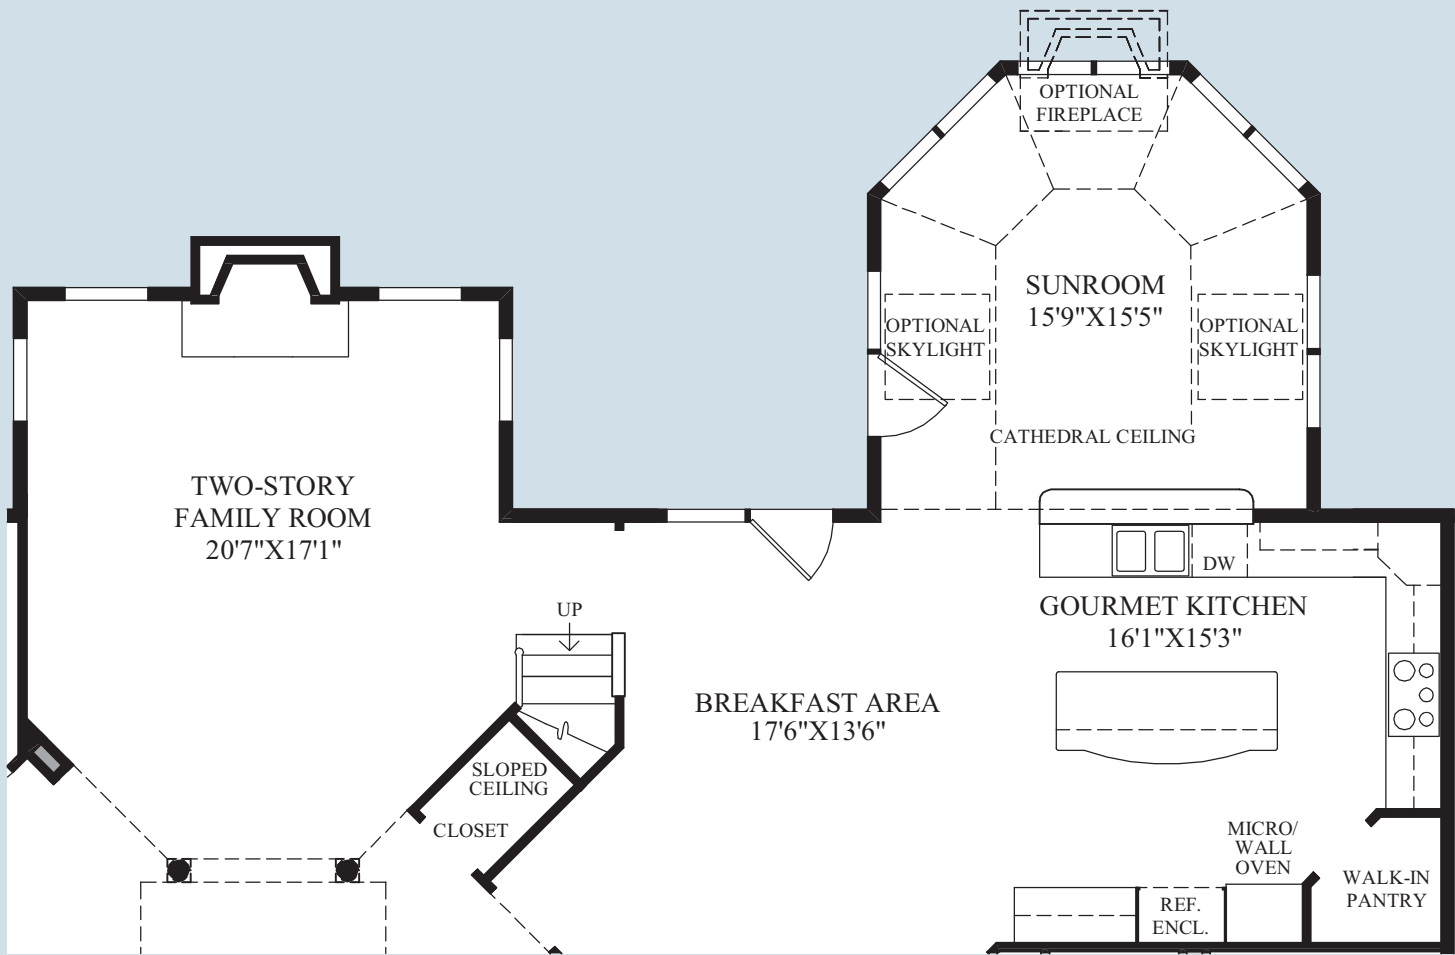 OPTIONAL
FIREPLACE
SUNROOM
15'9"X15'5"
OPTIONAL
SKYLIGHT
OPTIONAL
SKYLIGHT
CATHEDRAL CEILING
TWO-STORY
FAMILY ROOM
20'7"X17'1"
DW
GOURMET KITCHEN
16'1"X15'3"
UP
BREAKFAST AREA
17'6"X13'6"
SLOPED
CEILING
CLOSET
MICRO/
WALL
OVEN
WALK-IN
PANTRY
REF.
ENCL.